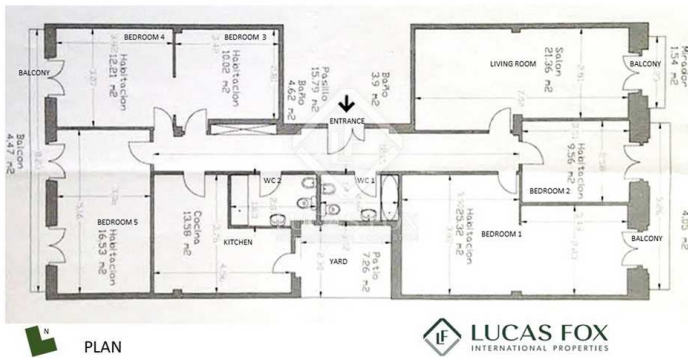 BEDROOM 4
BEDROOM 3
Habitacion
12.21 m2
Habitacion
10.02 m2
Pasillo
15.79 m2
Baño
4.62 m2
Baño
3.9 m2
LIVING ROOM
Salon
21.36 m2
BALCONY
BALCONY
Mirador
1.54 m2
ENTRANCE
Balcon
4.47 m2
Habitacion
9.56 m2
BEDROOM 2
WC 2
WC 1
BEDROOM 5
Habitacion
16.53 m2
Cocina
13.58 m2
KITCHEN
YARD
Patio
7.26 m2
Habitacion
25.32 m2
BEDROOM 1
BALCONY
4.05 m2
N
PLAN
LF
LUCAS FOX
INTERNATIONAL PROPERTIES